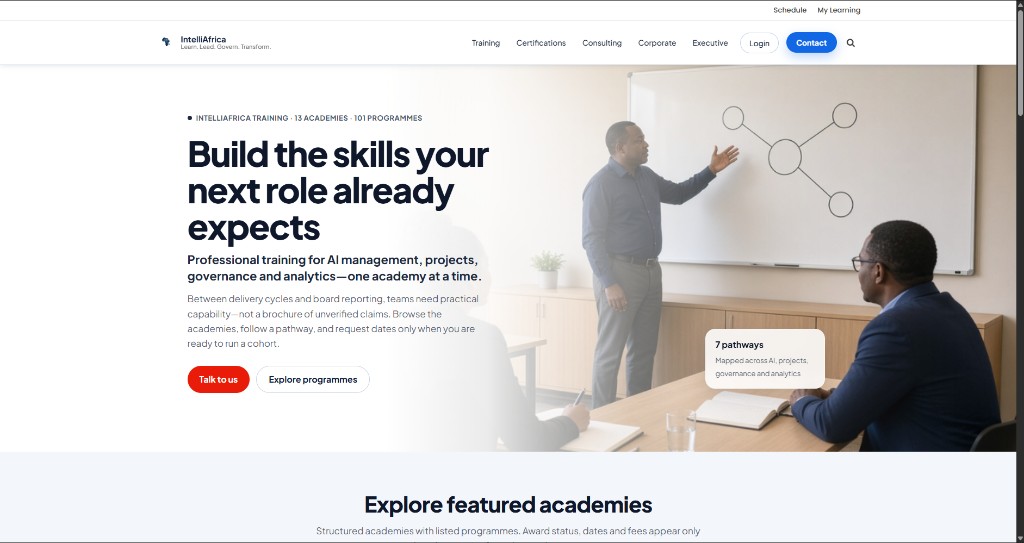 Schedule My Learning
IntelliAfrica
Learn. Lead. Govern. Transform.
Training Certifications Consulting Corporate Executive Login Contact
INTELLIAFRICA TRAINING · 13 ACADEMIES · 101 PROGRAMMES
Build the skills your
next role already
expects
Professional training for AI management, projects,
governance and analytics—one academy at a time.
Between delivery cycles and board reporting, teams need practical
capability—not a brochure of unverified claims. Browse the
academies, follow a pathway, and request dates only when you are
ready to run a cohort.
Talk to us Explore programmes
7 pathways
Mapped across AI, projects,
governance and analytics
Explore featured academies
Structured academies with listed programmes. Award status, dates and fees appear only